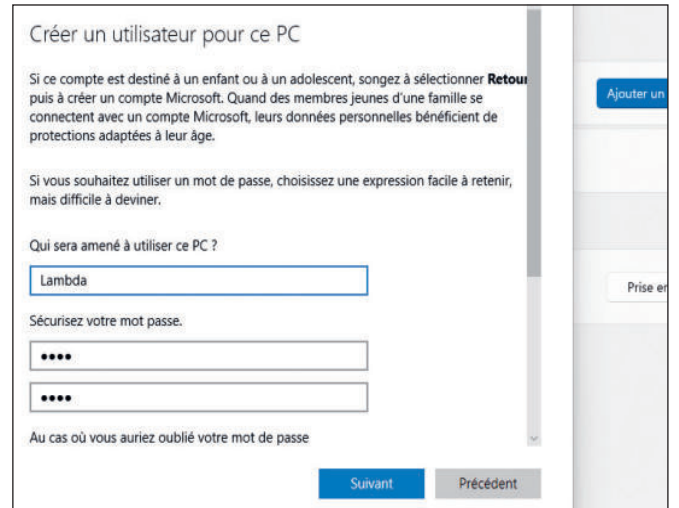 Créer un utilisateur pour ce PC
Si ce compte est destiné à un enfant ou à un adolescent, songez à sélectionner Retour
puis à créer un compte Microsoft. Quand des membres jeunes d'une famille se
connectent avec un compte Microsoft, leurs données personnelles bénéficient de
protections adaptées à leur âge.
Si vous souhaitez utiliser un mot de passe, choisissez une expression facile à retenir,
mais difficile à deviner.
Qui sera amené à utiliser ce PC ?
Lambda
Sécurisez votre mot passe.
••••
••••
Au cas où vous auriez oublié votre mot de passe
Suivant Précédent
Ajouter un
Prise en